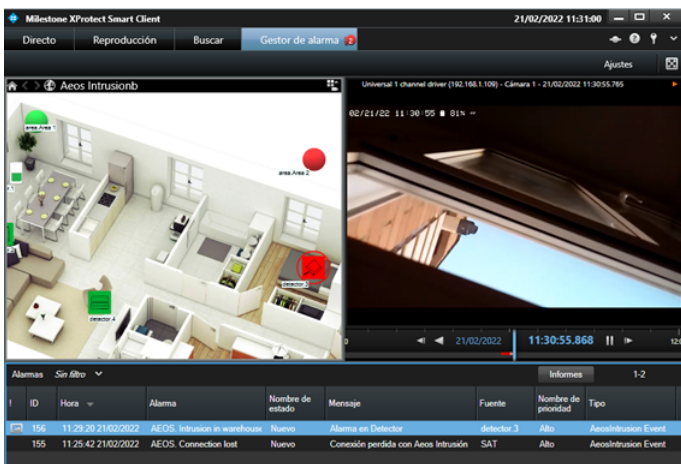 Milestone XProtect Smart Client
21/02/2022 11:31:00
Directo
Reproducción
Buscar
Gestor de alarma 2
Ajustes
Aeos Intrusionb
Universal 1 channel driver (192.168.1.109) - Cámara 1 - 21/02/2022 11:30:55.765
area.Area 1
area.Area 2
detector.3
detector.4
02/21/22 11:30:55 81%
21/02/2022 11:30:55.868
Alarmas Sin filtro
Informes
1-2
! ID Hora Alarma Nombre de estado Mensaje Fuente Nombre de prioridad Tipo
156 11:29:20 21/02/2022 AEOS. Intrusion in warehouse Nuevo Alarma en Detector detector.3 Alto AeosIntrusion Event
155 11:25:42 21/02/2022 AEOS. Connection lost Nuevo Conexión perdida con Aeos Intrusión SAT Alto AeosIntrusion Event